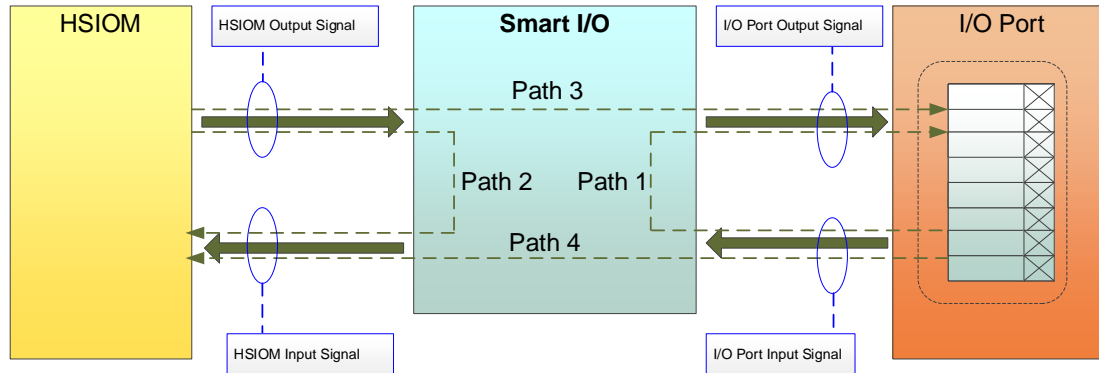 HSIOM
HSIOM Output Signal
Smart I/O
I/O Port Output Signal
I/O Port
Path 3
Path 2
Path 1
Path 4
HSIOM Input Signal
I/O Port Input Signal